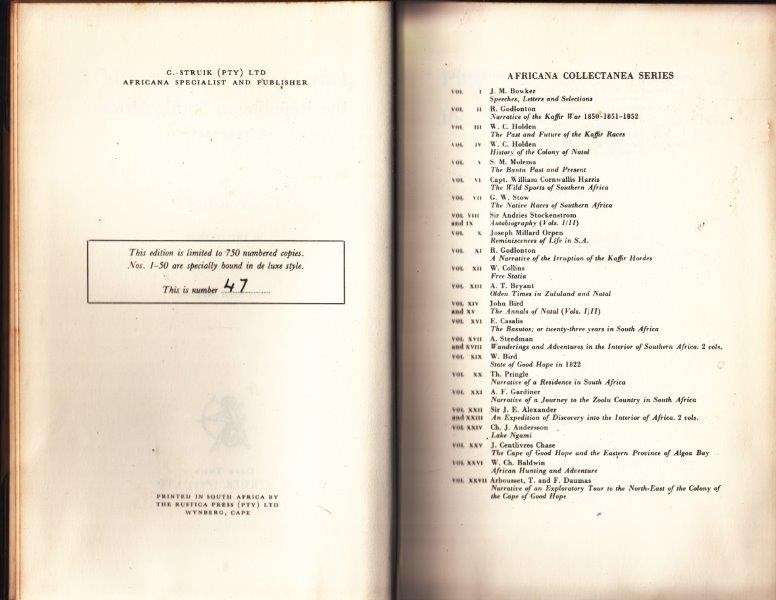 C. STRUIK (PTY) LTD
AFRICANA SPECIALIST AND PUBLISHER
This edition is limited to 750 numbered copies.
Nos. 1–50 are specially bound in de luxe style.
This is number 47
PRINTED IN SOUTH AFRICA BY
THE RUSTICA PRESS (PTY) LTD
WYNBERG, CAPE
AFRICANA COLLECTANEA SERIES
VOL I J. M. Bowker
Speeches, Letters and Selections
VOL II R. Godlonton
Narrative of the Kaffir War 1850-1851-1852
VOL III W. C. Holden
The Past and Future of the Kaffir Races
VOL IV W. C. Holden
History of the Colony of Natal
VOL V S. M. Molema
The Bantu Past and Present
VOL VI Capt. William Cornwallis Harris
The Wild Sports of Southern Africa
VOL VII G. W. Stow
The Native Races of Southern Africa
VOL VIII Sir Andries Stockenstrom
and IX Autobiography (Vols. I/II)
VOL X Joseph Millard Orpen
Reminiscences of Life in S.A.
VOL XI R. Godlonton
A Narrative of the Irruption of the Kaffir Hordes
VOL XII W. Collins
Free Statia
VOL XIII A. T. Bryant
Olden Times in Zululand and Natal
VOL XIV John Bird
and XV The Annals of Natal (Vols. I/II)
VOL XVI E. Casalis
The Basutos; or twenty-three years in South Africa
VOL XVII A. Steedman
and XVIII Wanderings and Adventures in the Interior of Southern Africa. 2 vols.
VOL XIX W. Bird
State of Good Hope in 1822
VOL XX Th. Pringle
Narrative of a Residence in South Africa
VOL XXI A. F. Gardiner
Narrative of a Journey to the Zoolu Country in South Africa
VOL XXII Sir J. E. Alexander
and XXIII An Expedition of Discovery into the Interior of Africa. 2 vols.
VOL XXIV Ch. J. Andersson
Lake Ngami
VOL XXV J. Centlivres Chase
The Cape of Good Hope and the Eastern Province of Algoa Bay
VOL XXVI W. Ch. Baldwin
African Hunting and Adventure
VOL XXVII Arbousset, T. and F. Daumas
Narrative of an Exploratory Tour to the North-East of the Colony of
the Cape of Good Hope